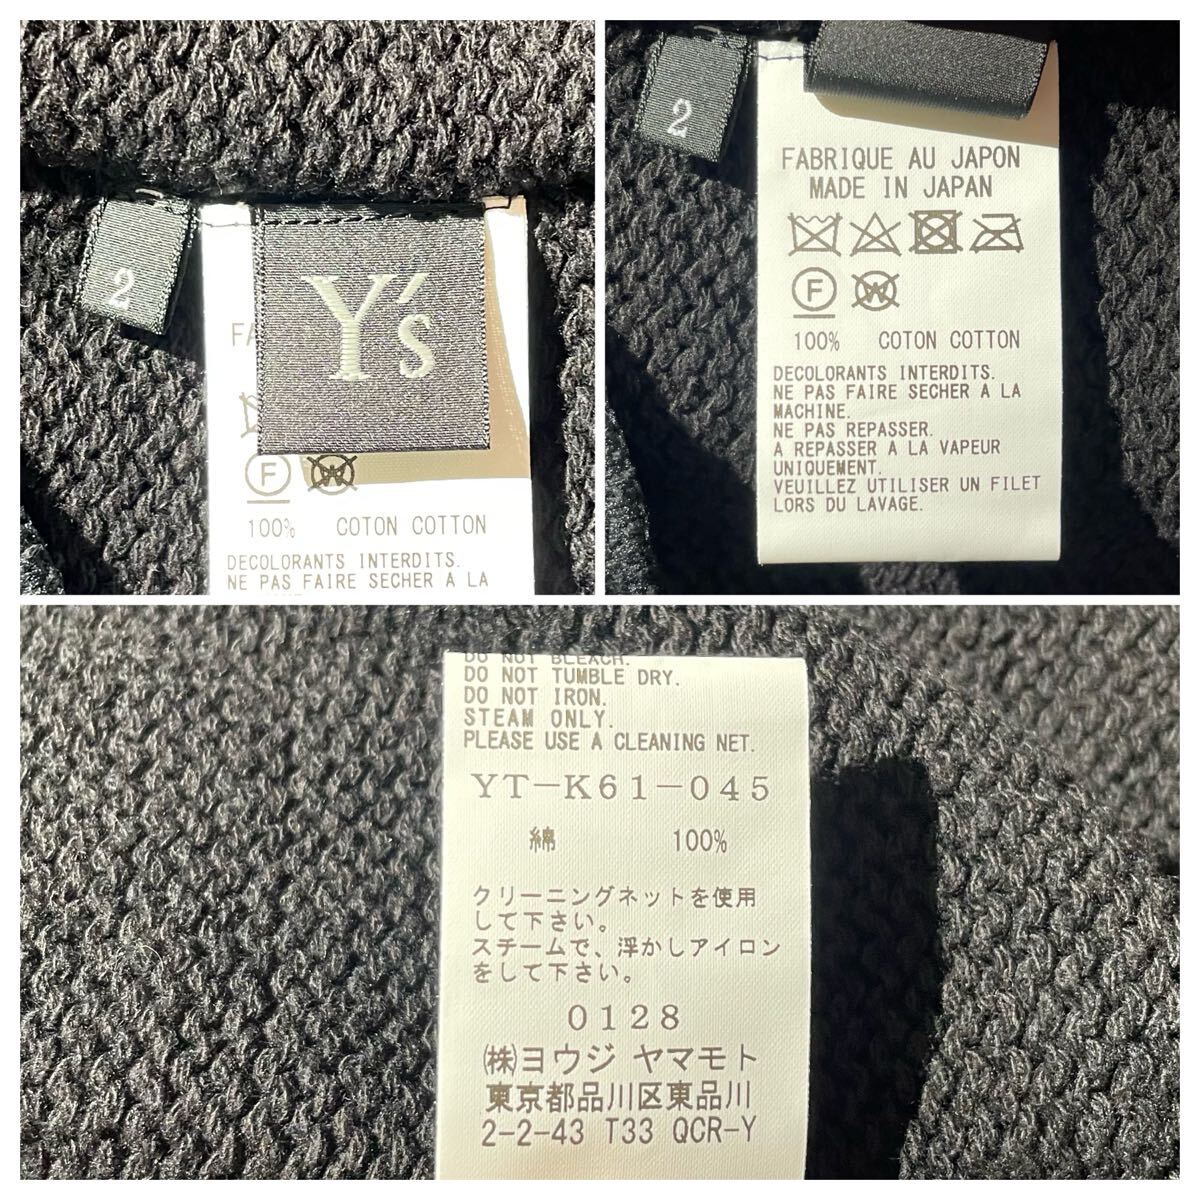 2
Y's
FA
F
W
100% COTON COTTON
DECOLORANTS INTERDITS.
NE PAS FAIRE SECHER A LA
2
FABRIQUE AU JAPON
MADE IN JAPAN
F
W
100% COTON COTTON
DECOLORANTS INTERDITS.
NE PAS FAIRE SECHER A LA
MACHINE.
NE PAS REPASSER.
A REPASSER A LA VAPEUR
UNIQUEMENT.
VEUILLEZ UTILISER UN FILET
LORS DU LAVAGE.
DO NOT BLEACH.
DO NOT TUMBLE DRY.
DO NOT IRON.
STEAM ONLY.
PLEASE USE A CLEANING NET.
YT-K61-045
綿 100%
クリーニングネットを使用
して下さい。
スチームで、浮かしアイロン
をして下さい。
0128
㈱ヨウジ ヤマモト
東京都品川区東品川
2-2-43 T33 QCR-Y